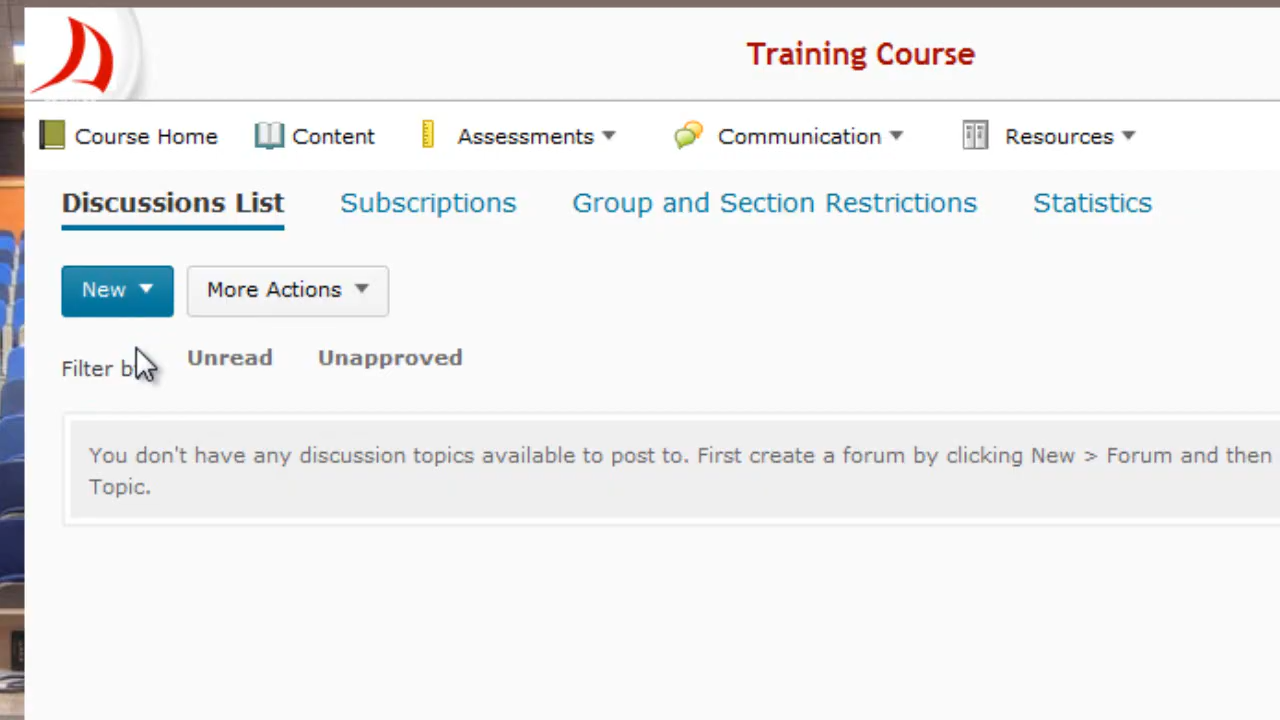 Training Course
Course Home Content Assessments Communication Resources
Discussions List Subscriptions Group and Section Restrictions Statistics
New More Actions
Filter Unread Unapproved
You don't have any discussion topics available to post to. First create a forum by clicking New > Forum and then
Topic.